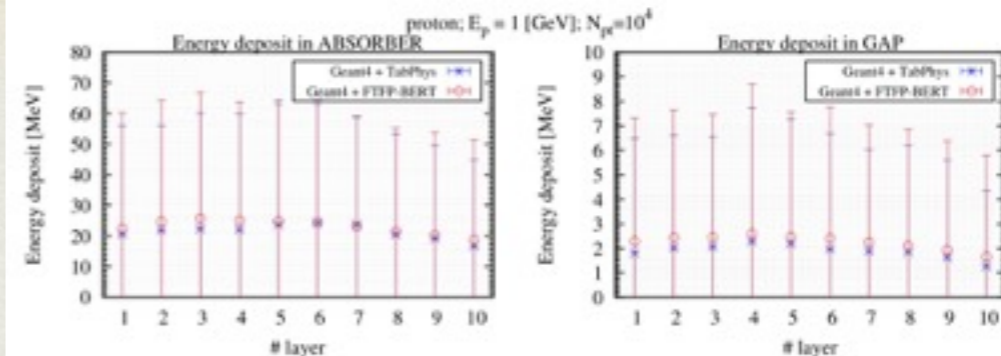 proton; E_p = 1 [GeV]; N_pt=10^4
Energy deposit in ABSORBER
Geant4 + TabPhys
Geant4 + FTFP-BERT
Energy deposit [MeV]
80
70
60
50
40
30
20
10
0
1 2 3 4 5 6 7 8 9 10
# layer
Energy deposit in GAP
Geant4 + TabPhys
Geant4 + FTFP-BERT
Energy deposit [MeV]
10
9
8
7
6
5
4
3
2
1
0
1 2 3 4 5 6 7 8 9 10
# layer